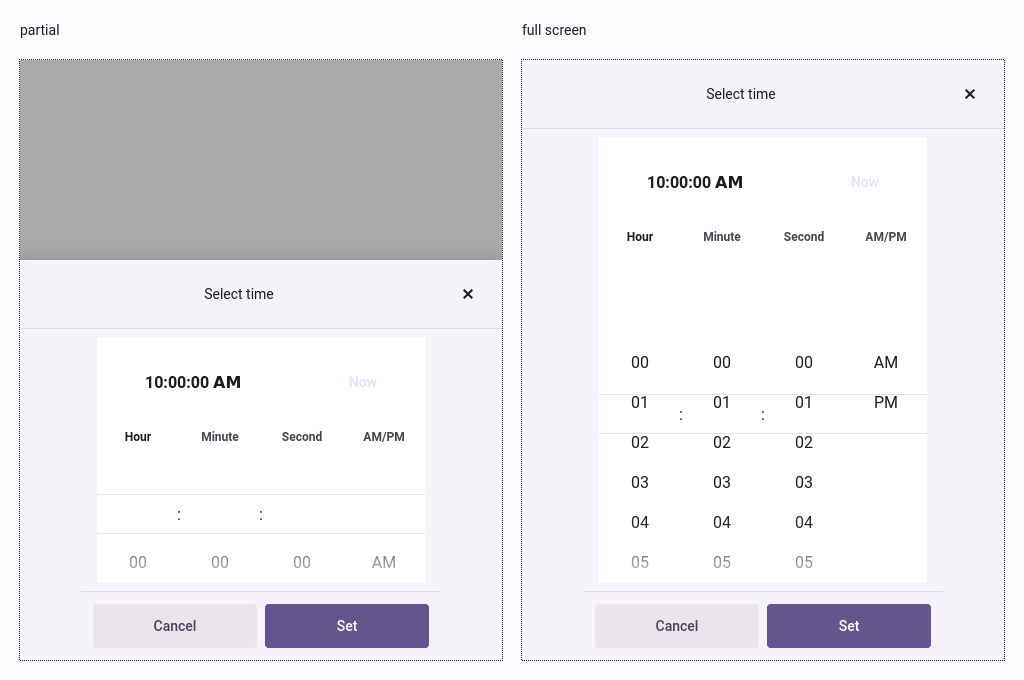 partial
Select time ×
10:00:00 AM Now
Hour Minute Second AM/PM
: :
00 00 00 AM
Cancel Set
full screen
Select time ×
10:00:00 AM Now
Hour Minute Second AM/PM
00 00 00 AM
01 : 01 : 01 PM
02 02 02
03 03 03
04 04 04
05 05 05
Cancel Set